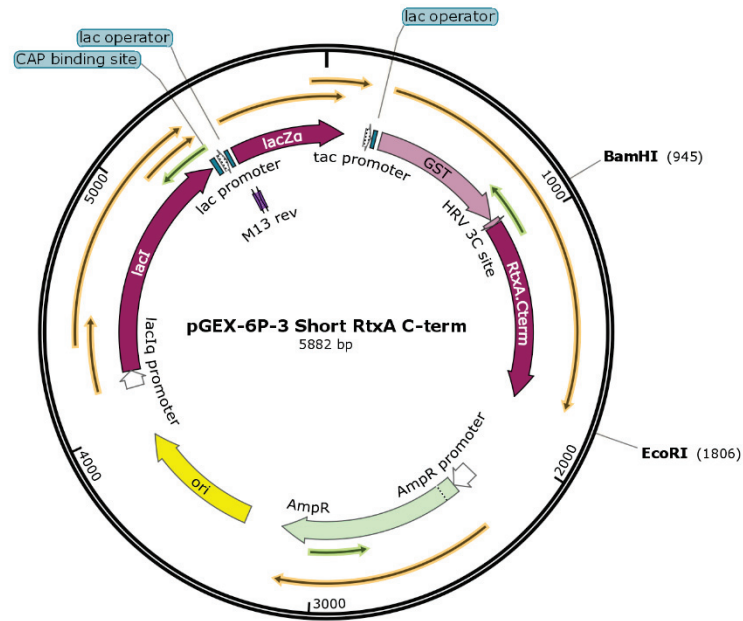 lac operator
lac operator
CAP binding site
lacZα
tac promoter
lac promoter
GST
M13 rev
HRV 3C site
BamHI (945)
1000
5000
lacI
RtxA.Cterm
pGEX-6P-3 Short RtxA C-term
5882 bp
lacIq promoter
EcoRI (1806)
2000
4000
ori
AmpR promoter
AmpR
3000